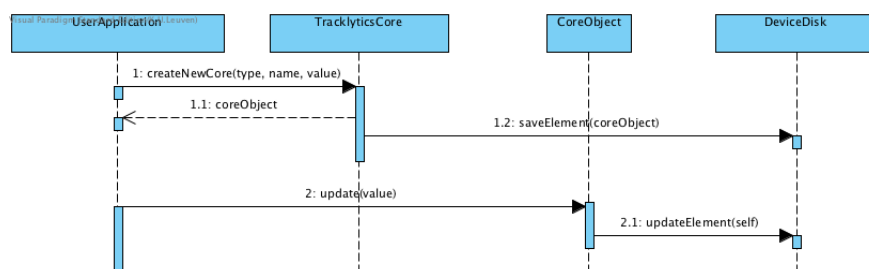 UserApplication
TracklyticsCore
CoreObject
DeviceDisk
1: createNewCore(type, name, value)
1.1: coreObject
1.2: saveElement(coreObject)
2: update(value)
2.1: updateElement(self)